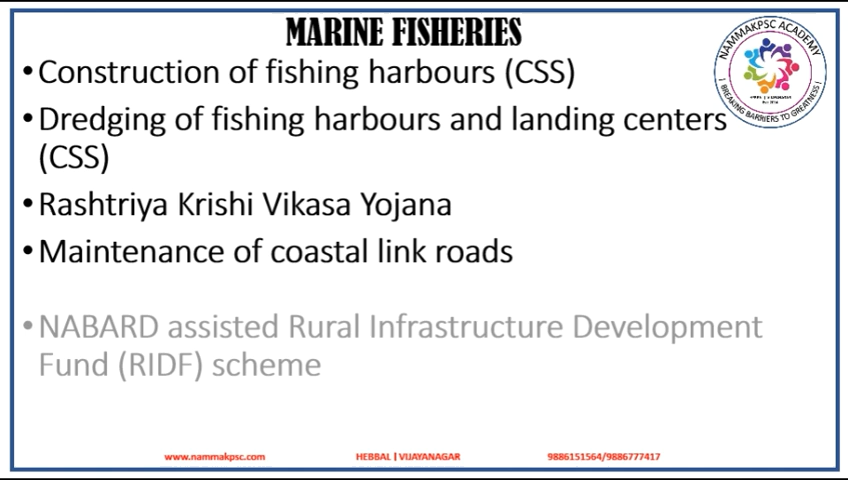 MARINE FISHERIES
NAMMAKPSC ACADEMY
! BREAKING BARRIERS TO GREATNESS !
• Construction of fishing harbours (CSS)
• Dredging of fishing harbours and landing centers
(CSS)
• Rashtriya Krishi Vikasa Yojana
• Maintenance of coastal link roads
• NABARD assisted Rural Infrastructure Development
Fund (RIDF) scheme
www.nammakpsc.com HEBBAL | VIJAYANAGAR 9886151564/9886777417